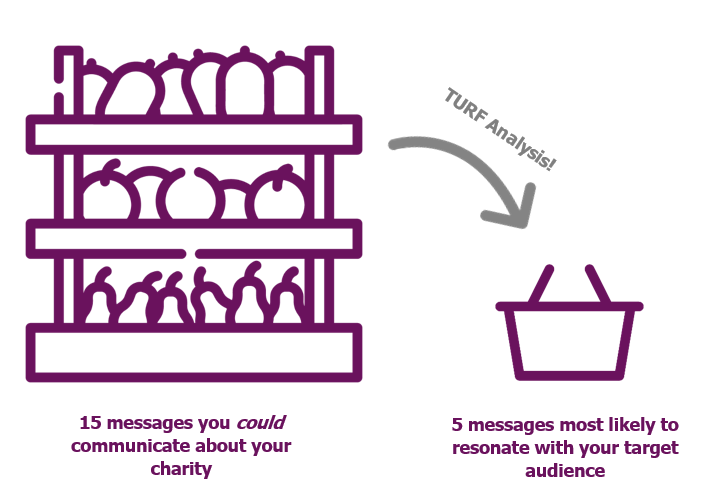 TURF Analysis!
15 messages you could
communicate about your
charity
5 messages most likely to
resonate with your target
audience